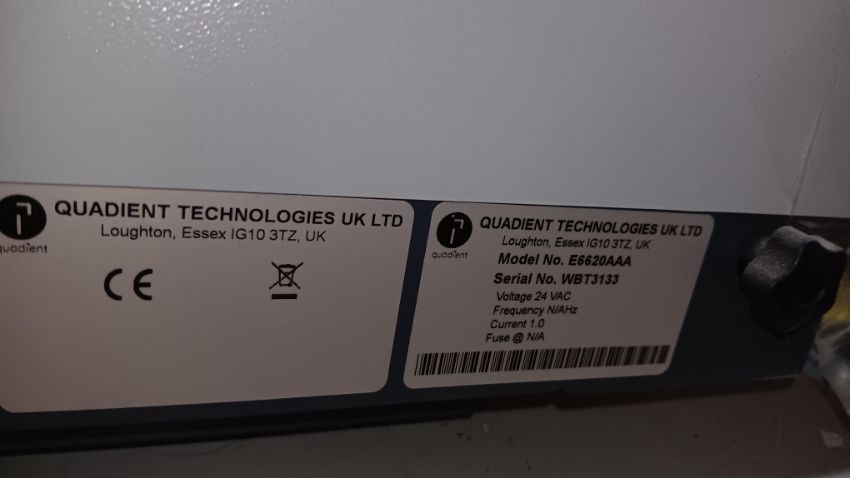 QUADIENT TECHNOLOGIES UK LTD
Loughton, Essex IG10 3TZ, UK
quadient
CE
QUADIENT TECHNOLOGIES UK LTD
Loughton, Essex IG10 3TZ, UK
quadient
Model No. E6620AAA
Serial No. WBT3133
Voltage 24 VAC
Frequency N/AHz
Current 1.0
Fuse @ N/A